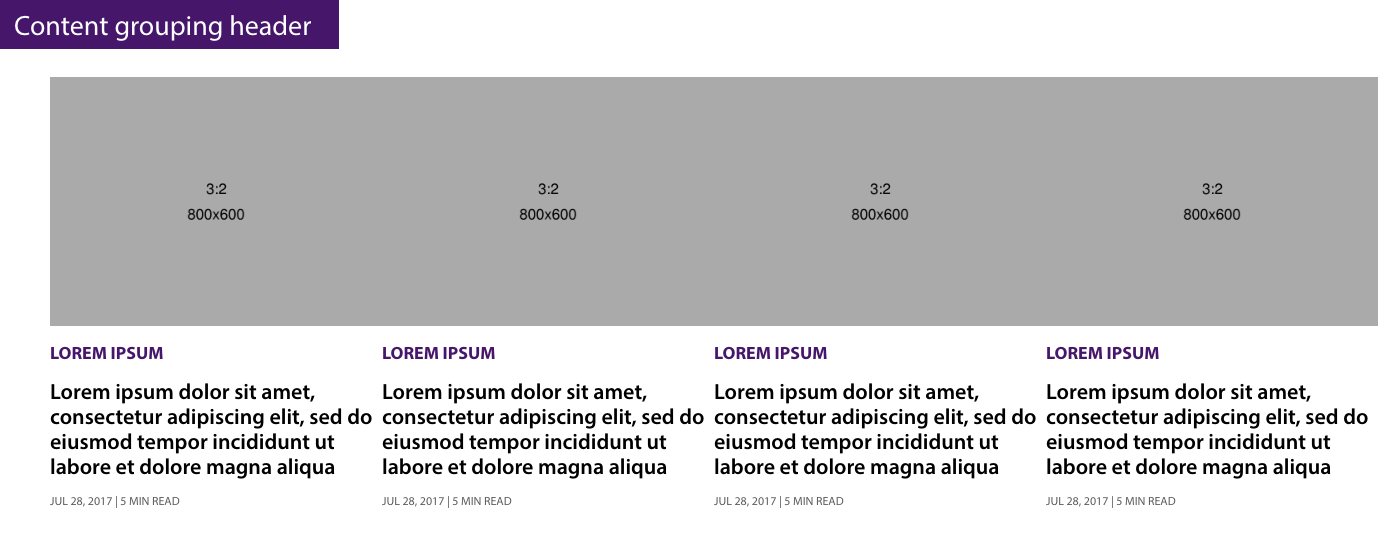 Content grouping header
3:2
800x600
3:2
800x600
3:2
800x600
3:2
800x600
LOREM IPSUM
Lorem ipsum dolor sit amet,
consectetur adipiscing elit, sed do
eiusmod tempor incididunt ut
labore et dolore magna aliqua
JUL 28, 2017 | 5 MIN READ
LOREM IPSUM
Lorem ipsum dolor sit amet,
consectetur adipiscing elit, sed do
eiusmod tempor incididunt ut
labore et dolore magna aliqua
JUL 28, 2017 | 5 MIN READ
LOREM IPSUM
Lorem ipsum dolor sit amet,
consectetur adipiscing elit, sed do
eiusmod tempor incididunt ut
labore et dolore magna aliqua
JUL 28, 2017 | 5 MIN READ
LOREM IPSUM
Lorem ipsum dolor sit amet,
consectetur adipiscing elit, sed do
eiusmod tempor incididunt ut
labore et dolore magna aliqua
JUL 28, 2017 | 5 MIN READ